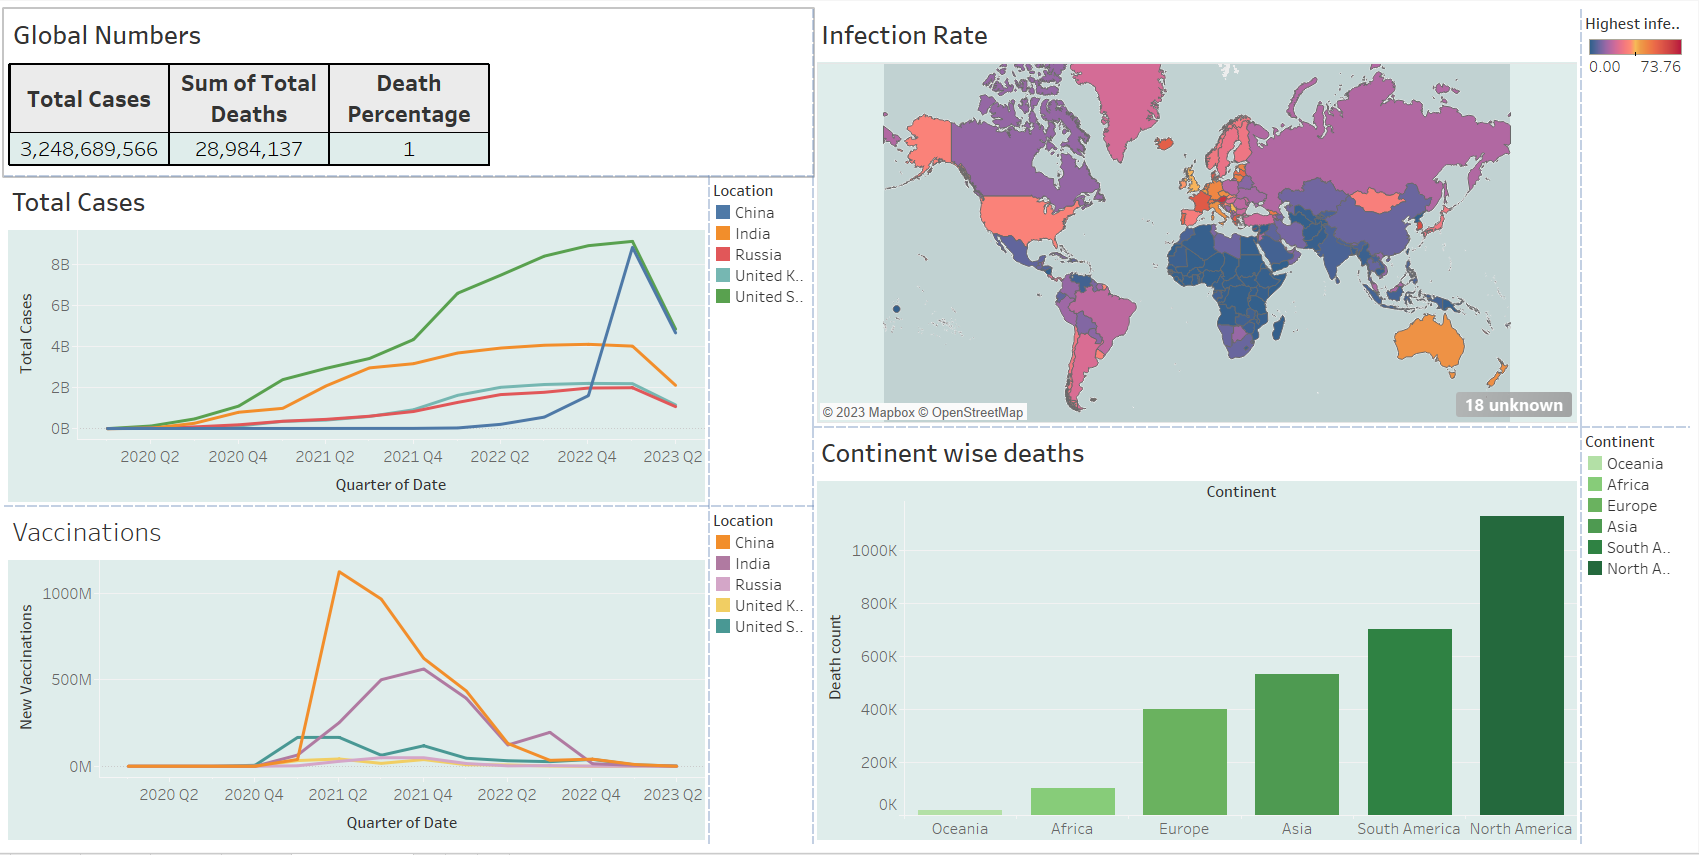 Global Numbers
Total Cases
Sum of Total
Deaths
Death
Percentage
3,248,689,566
28,984,137
1
Total Cases
Total Cases
8B
6B
4B
2B
0B
2020 Q2
2020 Q4
2021 Q2
2021 Q4
2022 Q2
2022 Q4
2023 Q2
Quarter of Date
Location
China
India
Russia
United K..
United S..
Vaccinations
New Vaccinations
1000M
500M
0M
2020 Q2
2020 Q4
2021 Q2
2021 Q4
2022 Q2
2022 Q4
2023 Q2
Quarter of Date
Location
China
India
Russia
United K..
United S..
Infection Rate
© 2023 Mapbox © OpenStreetMap
18 unknown
Highest infe..
0.00
73.76
Continent wise deaths
Continent
Death count
1000K
800K
600K
400K
200K
0K
Oceania
Africa
Europe
Asia
South America
North America
Continent
Oceania
Africa
Europe
Asia
South A..
North A..